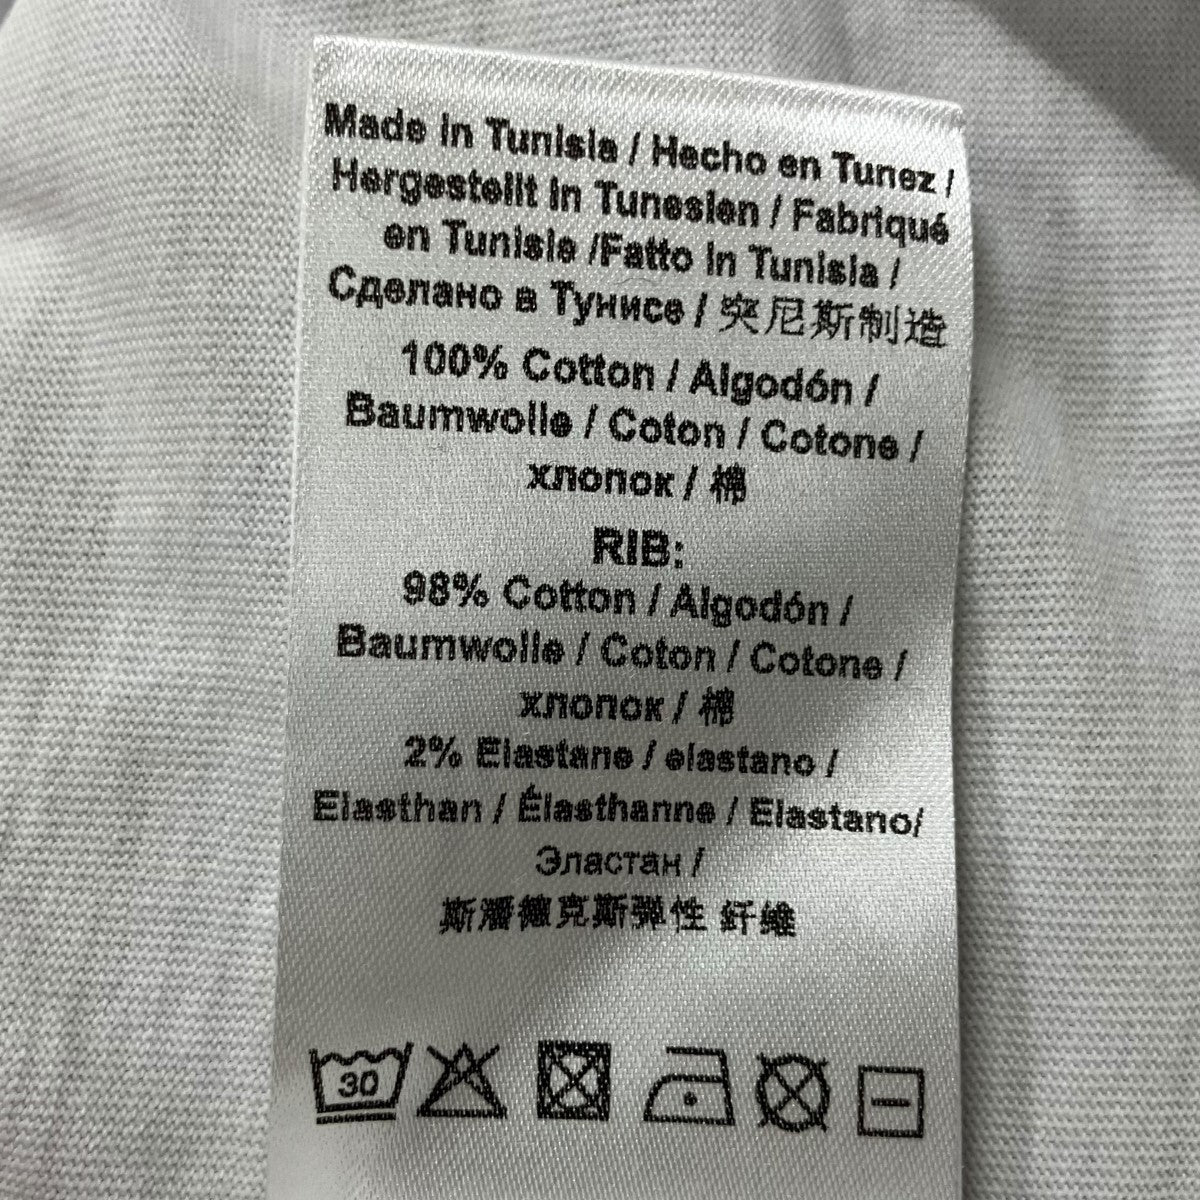 Made in Tunisia / Hecho en Tunez /
Hergestellt in Tunesien / Fabriqué
en Tunisie /Fatto in Tunisia /
Сделано в Тунисе / 突尼斯制造
100% Cotton / Algodón /
Baumwolle / Coton / Cotone /
хлопок / 棉
RIB:
98% Cotton / Algodón /
Baumwolle / Coton / Cotone /
хлопок / 棉
2% Elastane / elastano /
Elasthan / Élasthanne / Elastano/
Эластан /
斯潘德克斯弹性 纤维
30